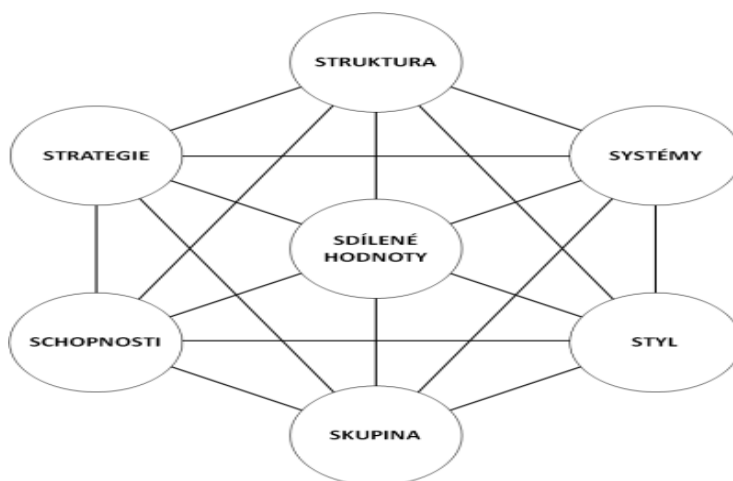 STRUKTURA
STRATEGIE
SYSTÉMY
SDÍLENÉ
HODNOTY
SCHOPNOSTI
STYL
SKUPINA